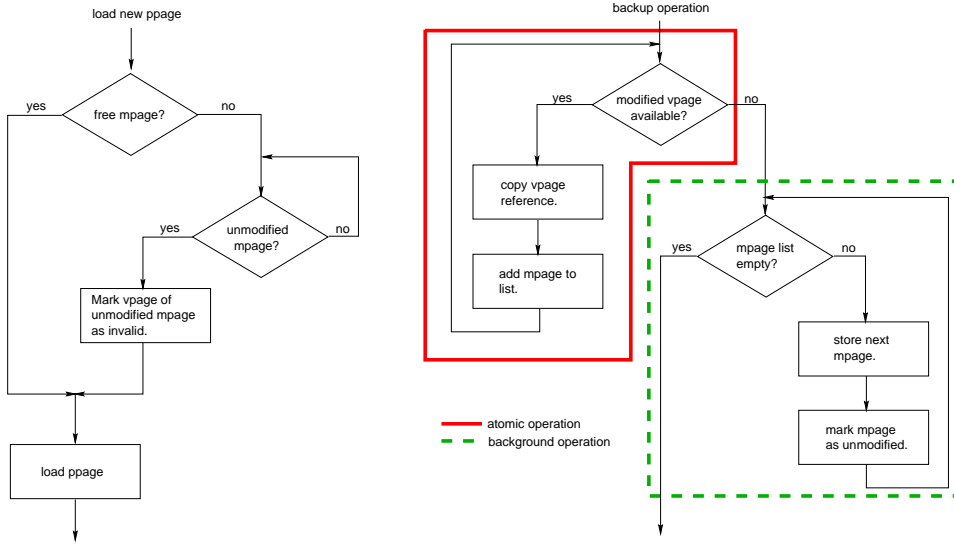 load new ppage
yes
free mpage?
no
yes
unmodified
mpage?
no
Mark vpage of
unmodified mpage
as invalid.
load ppage
backup operation
yes
modified vpage
available?
no
copy vpage
reference.
add mpage to
list.
yes
mpage list
empty?
no
store next
mpage.
mark mpage
as unmodified.
atomic operation
background operation